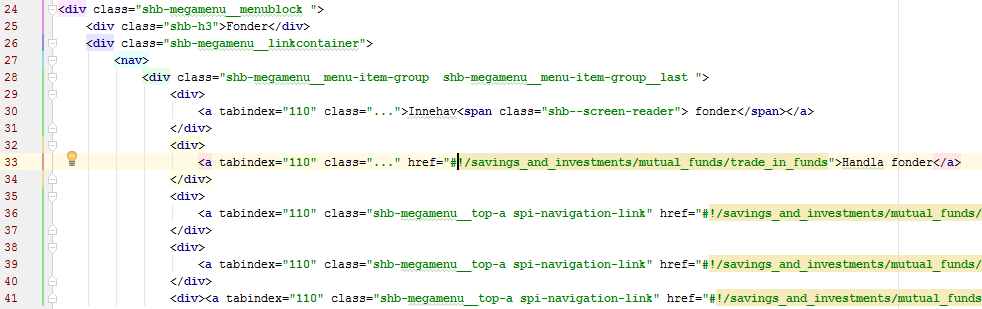 24 <div class="shb-megamenu__menublock ">
25 <div class="shb-h3">Fonder</div>
26 <div class="shb-megamenu__linkcontainer">
27 <nav>
28 <div class="shb-megamenu__menu-item-group  shb-megamenu__menu-item-group__last ">
29 <div>
30 <a tabindex="110" class="...">Innehav<span class="shb--screen-reader"> fonder</span></a>
31 </div>
32 <div>
33 <a tabindex="110" class="..." href="#!/savings_and_investments/mutual_funds/trade_in_funds">Handla fonder</a>
34 </div>
35 <div>
36 <a tabindex="110" class="shb-megamenu__top-a spi-navigation-link" href="#!/savings_and_investments/mutual_funds/
37 </div>
38 <div>
39 <a tabindex="110" class="shb-megamenu__top-a spi-navigation-link" href="#!/savings_and_investments/mutual_funds/
40 </div>
41 <div><a tabindex="110" class="shb-megamenu__top-a spi-navigation-link" href="#!/savings_and_investments/mutual_funds